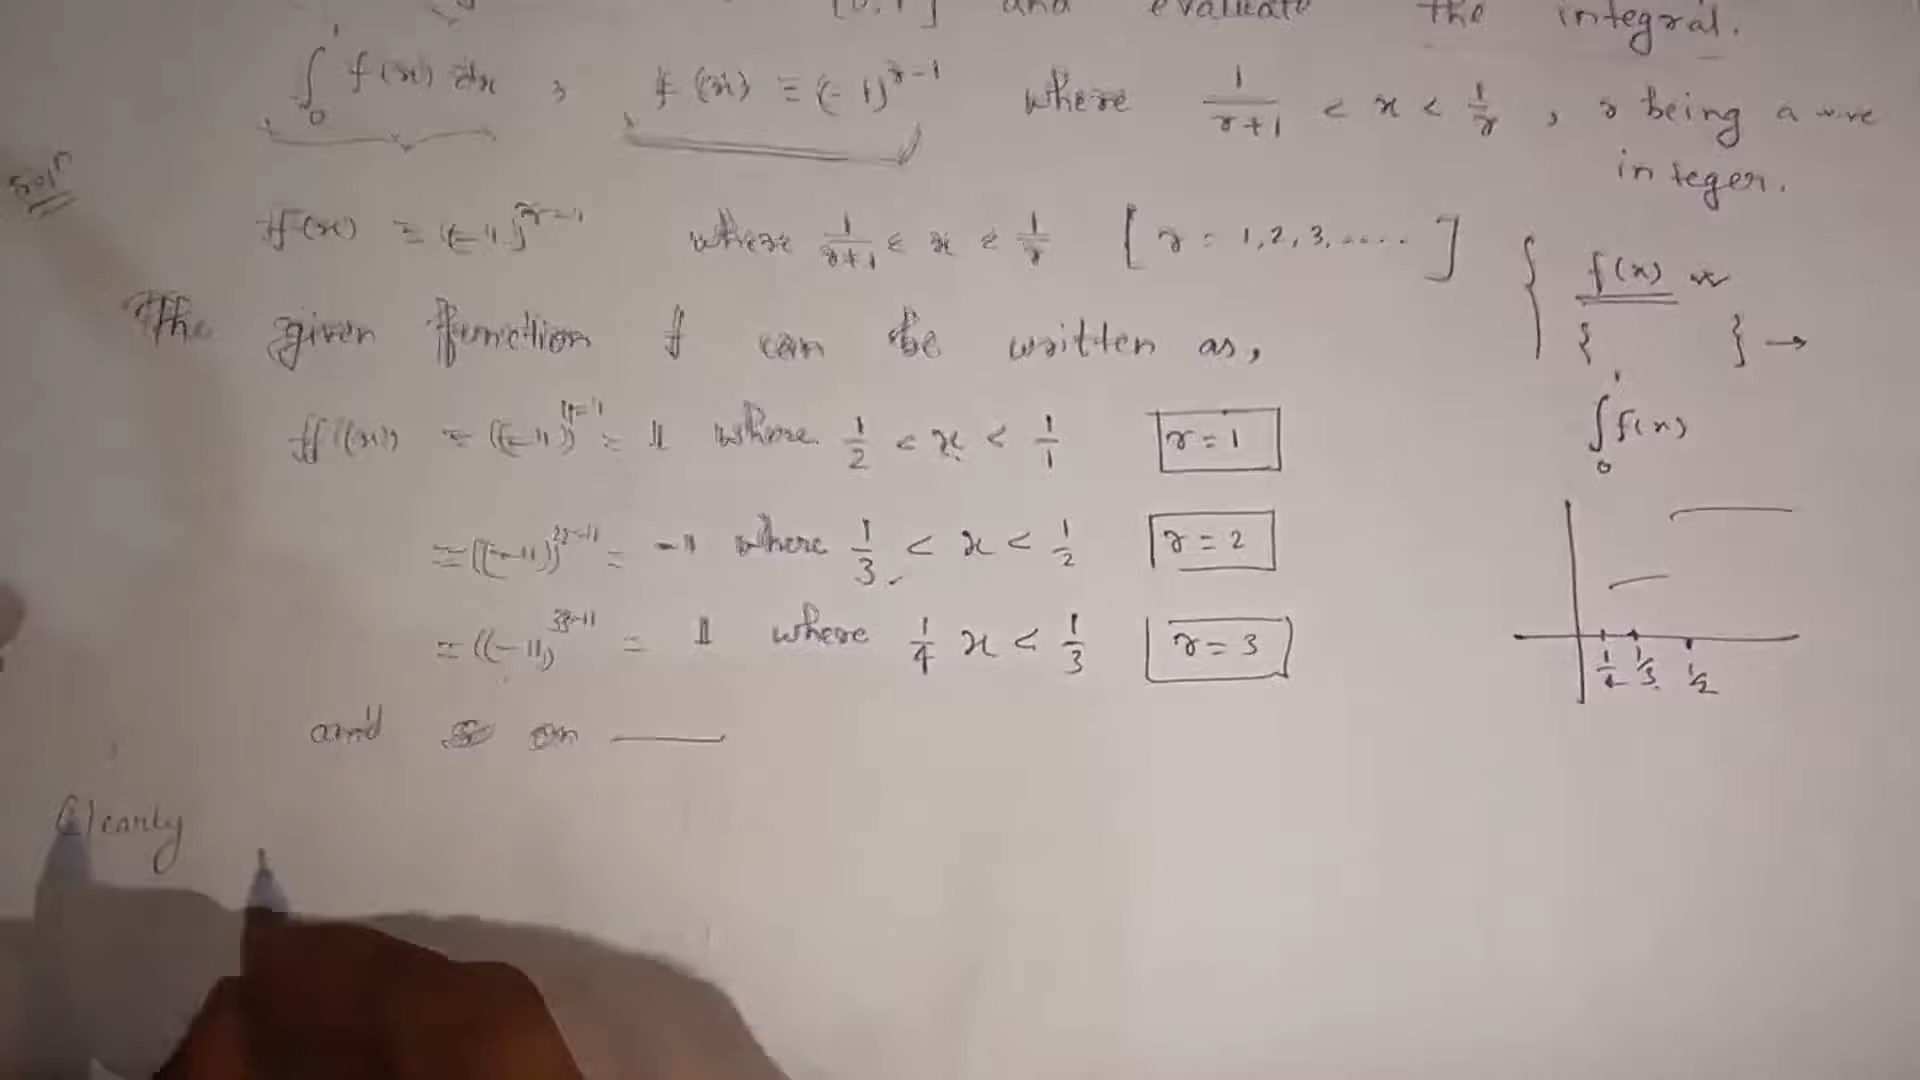 [0, 1] and evaluate the integral.
∫₀¹ f(x) dx , f(x) = (-1)^(r-1) where 1/(r+1) < x < 1/r , r being a +ve
integer.
Solⁿ
f(x) = (-1)^(r-1) where 1/(r+1) < x < 1/r [ r = 1,2,3,.... ]
{ f(x)
The given function f can be written as,
{ } →
f(x) = (-1)^(1-1) = 1 where 1/2 < x < 1/1 r = 1
∫₀¹ f(x)
= (-1)^(2-1) = -1 where 1/3 < x < 1/2 r = 2
= (-1)^(3-1) = 1 where 1/4 x < 1/3 r = 3
1/4 1/3 1/2
and so on —
Clearly